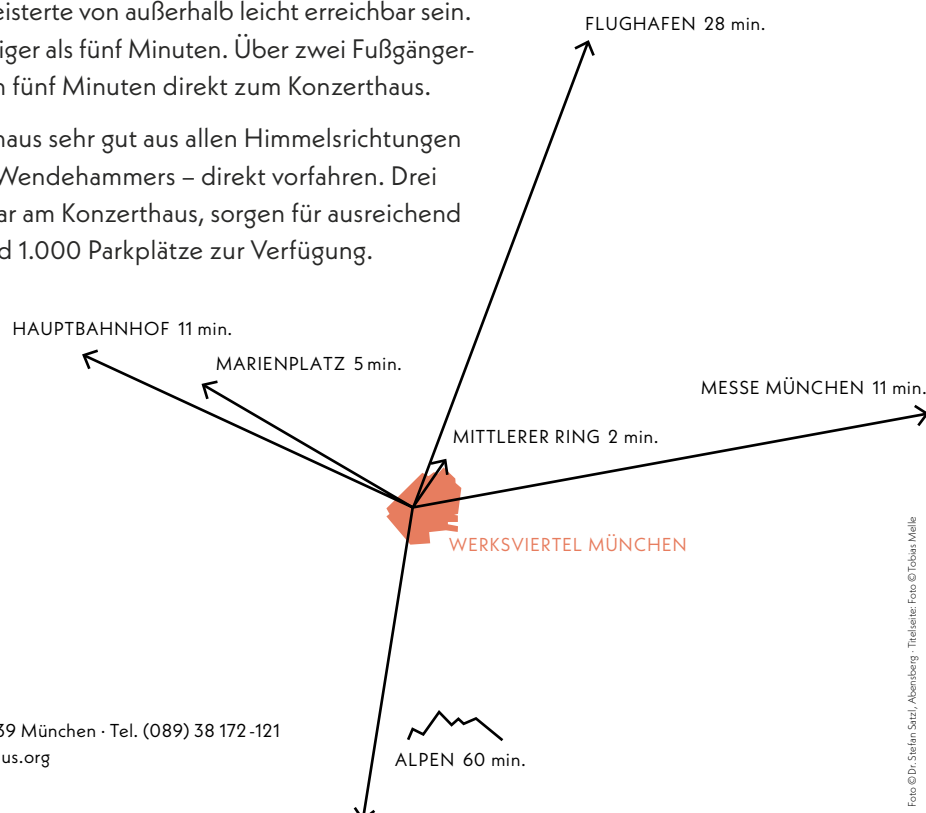 eisterte von außerhalb leicht erreichbar sein.
iger als fünf Minuten. Über zwei Fußgänger-
n fünf Minuten direkt zum Konzerthaus.
haus sehr gut aus allen Himmelsrichtungen
Wendehammers – direkt vorfahren. Drei
ar am Konzerthaus, sorgen für ausreichend
d 1.000 Parkplätze zur Verfügung.
FLUGHAFEN 28 min.
HAUPTBAHNHOF 11 min.
MARIENPLATZ 5 min.
MESSE MÜNCHEN 11 min.
MITTLERER RING 2 min.
WERKSVIERTEL MÜNCHEN
ALPEN 60 min.
39 München · Tel. (089) 38 172-121
us.org
Foto © Dr. Stefan Satzl, Abensberg · Titelseite: Foto © Tobias Melle